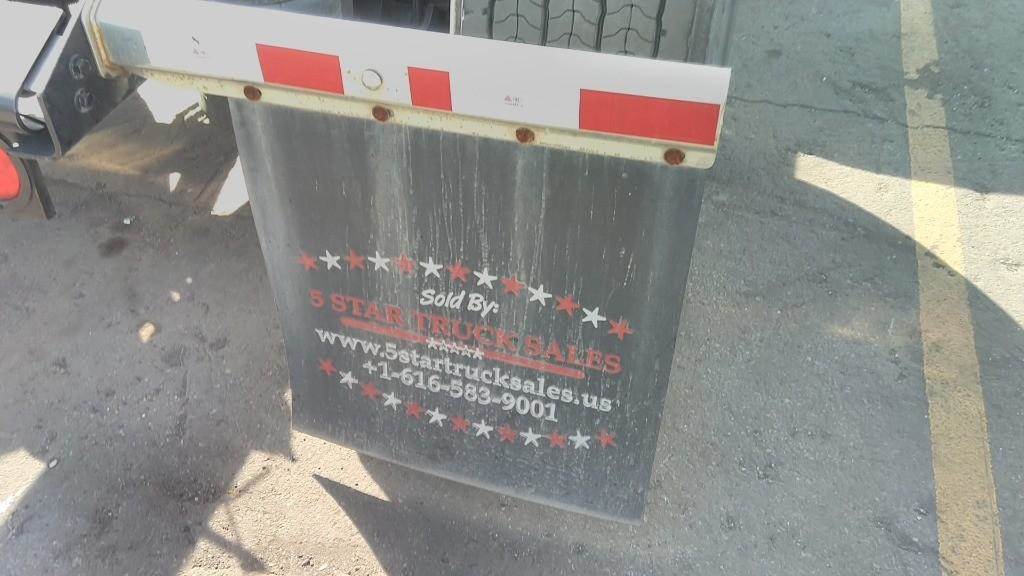 Sold By:
5 STAR TRUCK SALES
www.5startrucksales.us
+1-616-583-9001